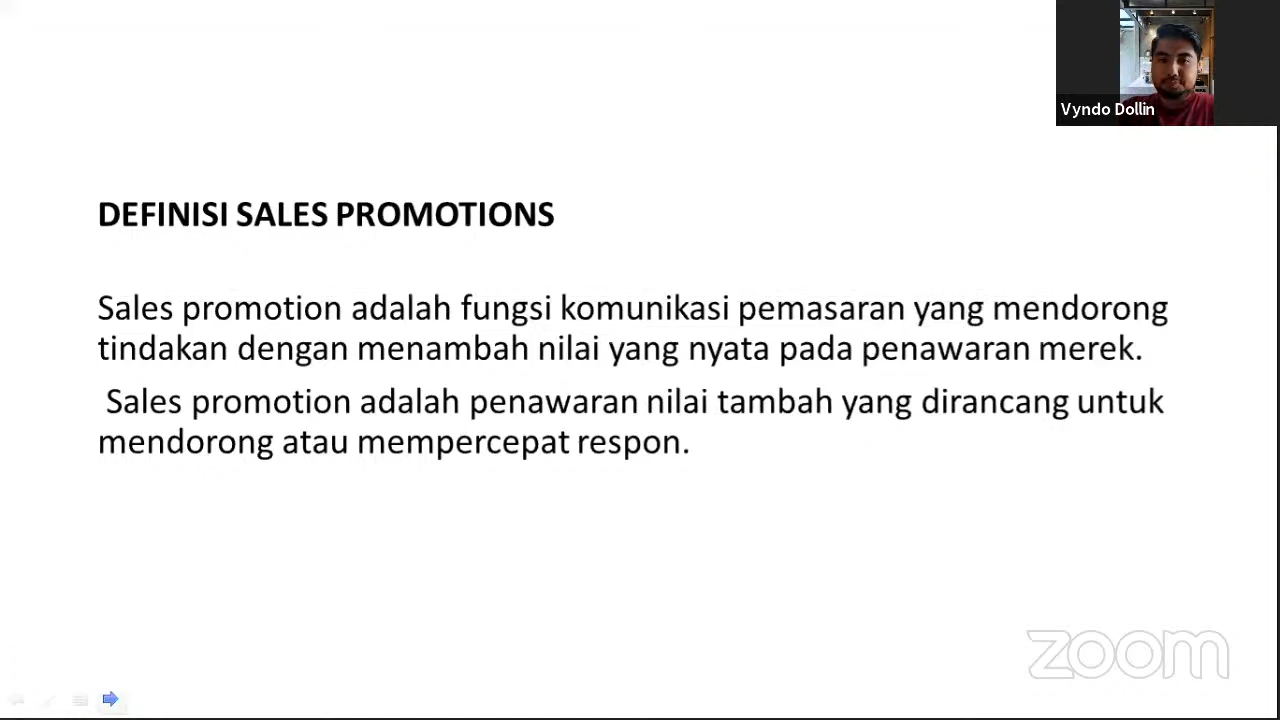 Vyndo Dollin
DEFINISI SALES PROMOTIONS
Sales promotion adalah fungsi komunikasi pemasaran yang mendorong
tindakan dengan menambah nilai yang nyata pada penawaran merek.
Sales promotion adalah penawaran nilai tambah yang dirancang untuk
mendorong atau mempercepat respon.
zoom